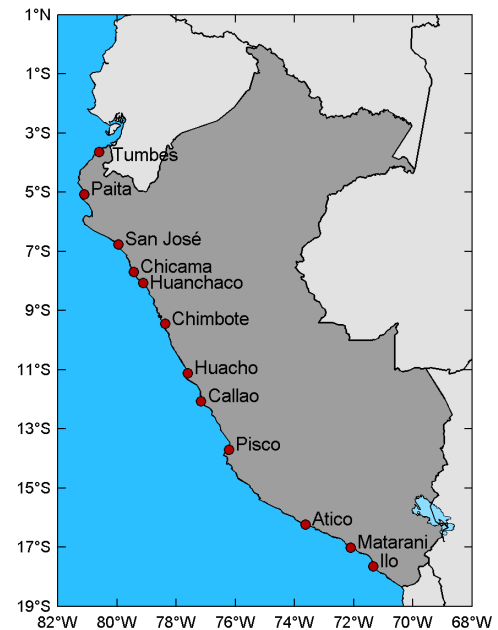 1°N
1°S
3°S
5°S
7°S
9°S
11°S
13°S
15°S
17°S
19°S
Tumbes
Paita
San José
Chicama
Huanchaco
Chimbote
Huacho
Callao
Pisco
Atico
Matarani
Ilo
82°W 80°W 78°W 76°W 74°W 72°W 70°W 68°W